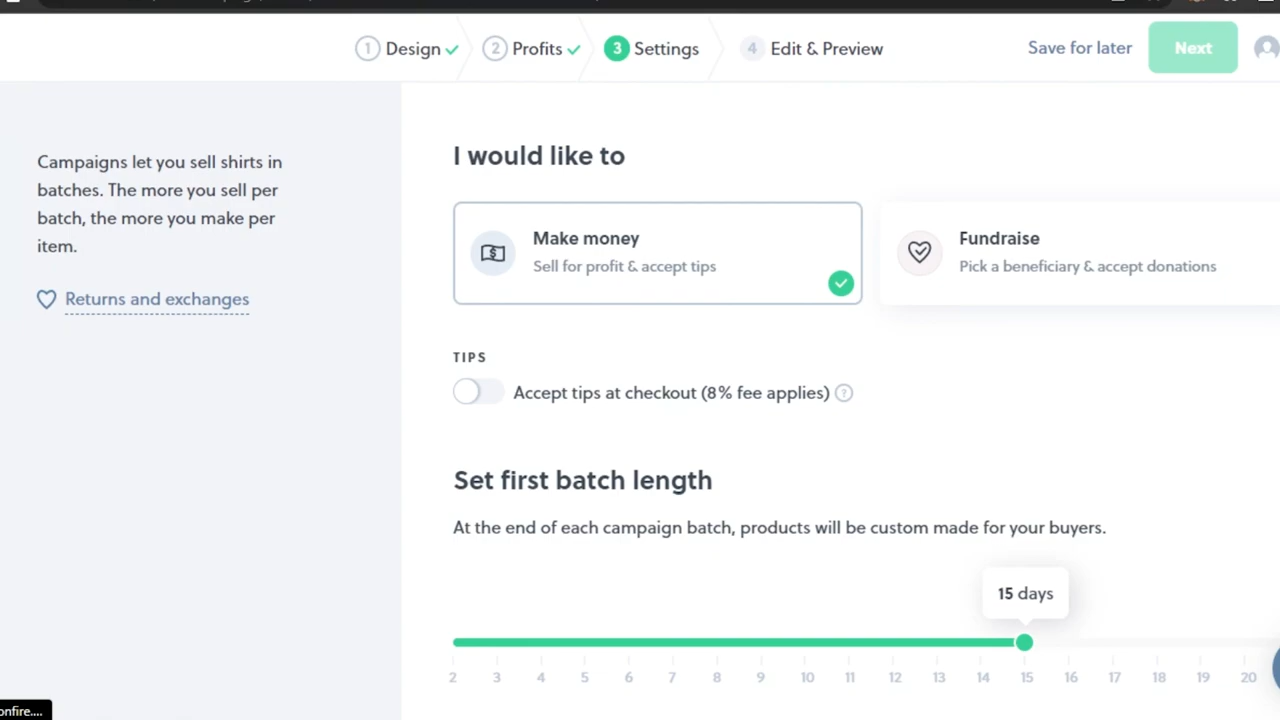 1 Design
2 Profits
3 Settings
4 Edit & Preview
Save for later
Next
Campaigns let you sell shirts in
batches. The more you sell per
batch, the more you make per
item.
Returns and exchanges
I would like to
Make money
Sell for profit & accept tips
Fundraise
Pick a beneficiary & accept donations
TIPS
Accept tips at checkout (8% fee applies) ?
Set first batch length
At the end of each campaign batch, products will be custom made for your buyers.
15 days
2 3 4 5 6 7 8 9 10 11 12 13 14 15 16 17 18 19 20
onfire....